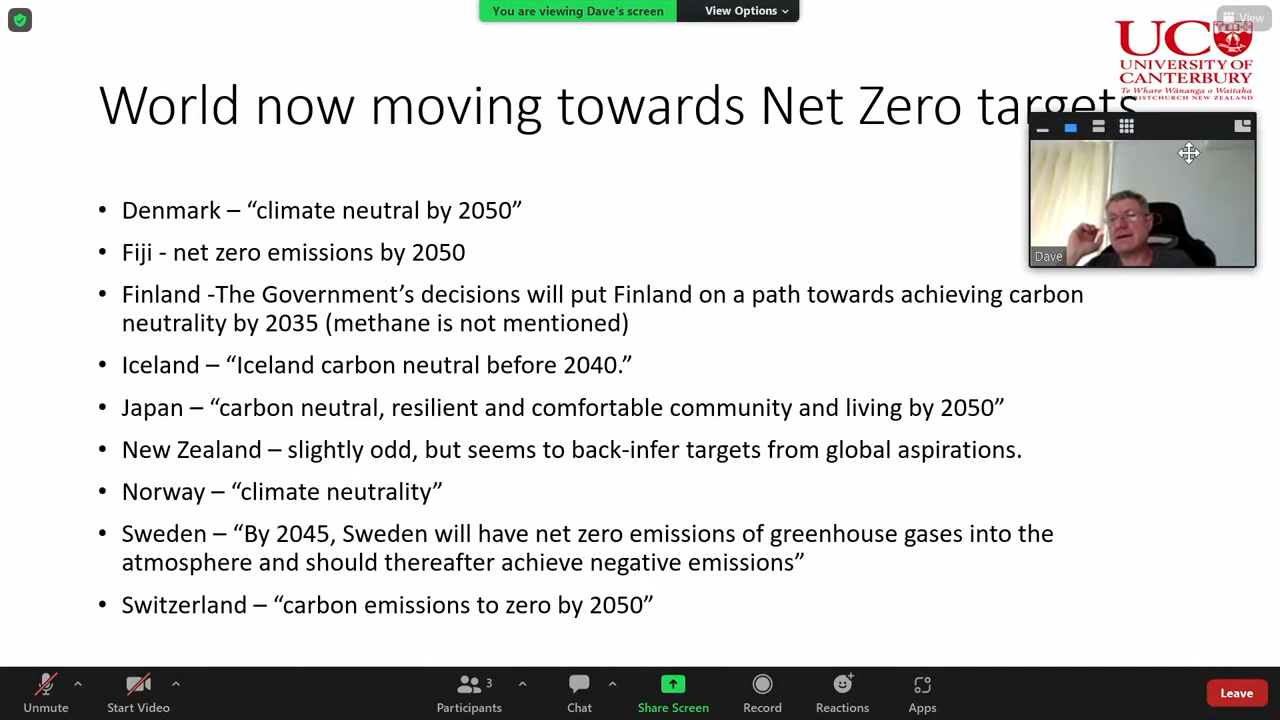 You are viewing Dave's screen
View Options
View
UC
UNIVERSITY OF
CANTERBURY
Te Whare Wānanga o Waitaha
CHRISTCHURCH NEW ZEALAND
World now moving towards Net Zero targets
Dave
• Denmark – “climate neutral by 2050”
• Fiji - net zero emissions by 2050
• Finland -The Government’s decisions will put Finland on a path towards achieving carbon
neutrality by 2035 (methane is not mentioned)
• Iceland – “Iceland carbon neutral before 2040.”
• Japan – “carbon neutral, resilient and comfortable community and living by 2050”
• New Zealand – slightly odd, but seems to back-infer targets from global aspirations.
• Norway – “climate neutrality”
• Sweden – “By 2045, Sweden will have net zero emissions of greenhouse gases into the
atmosphere and should thereafter achieve negative emissions”
• Switzerland – “carbon emissions to zero by 2050”
Unmute
Start Video
3
Participants
Chat
Share Screen
Record
Reactions
Apps
Leave